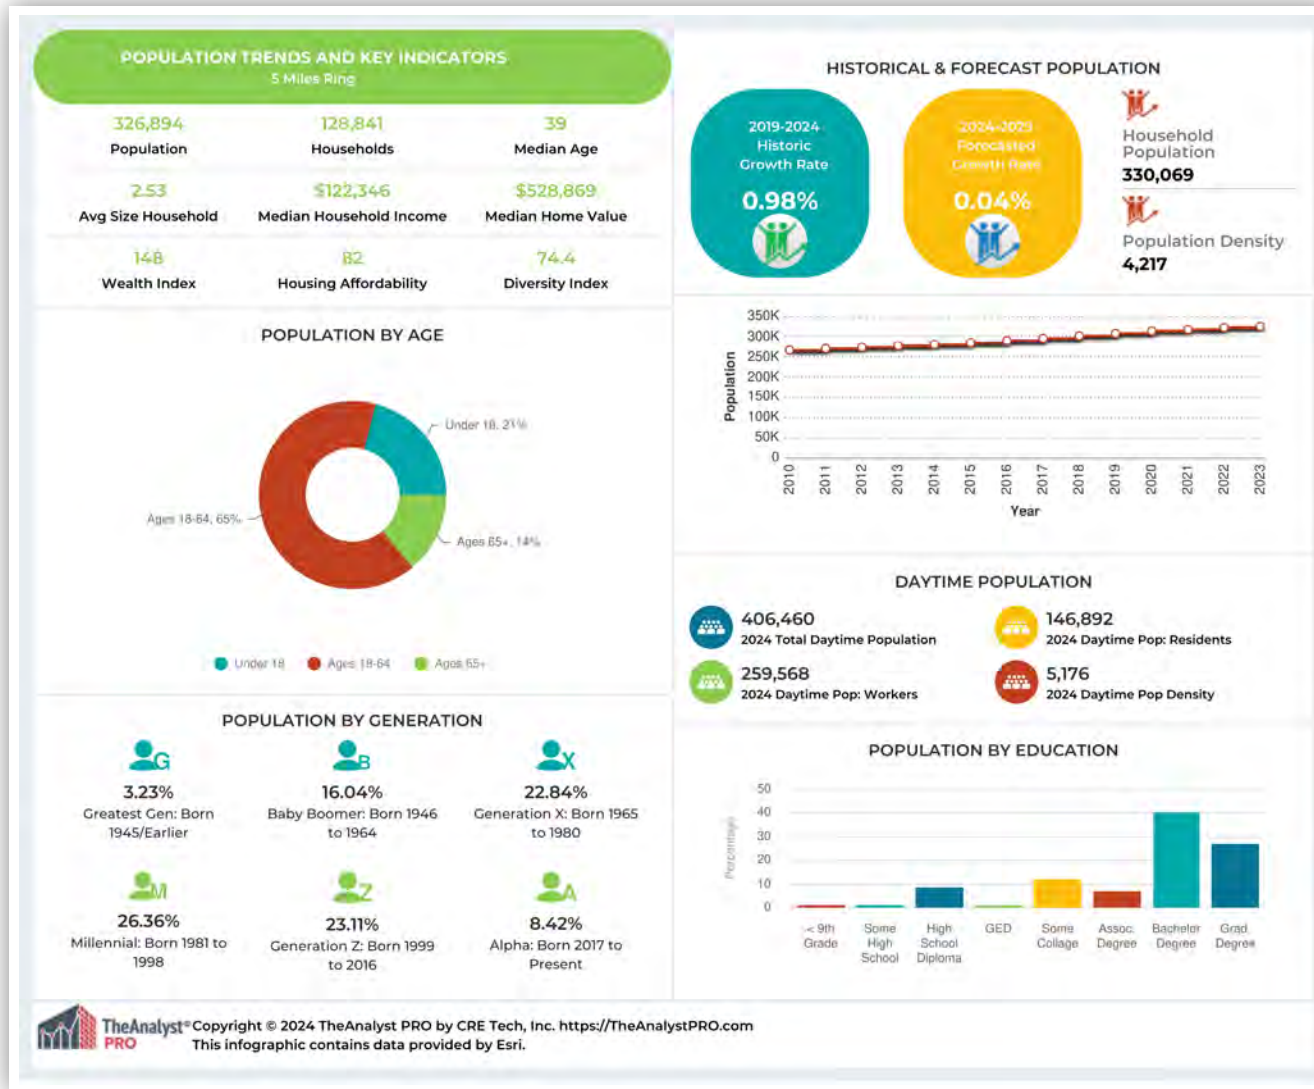 POPULATION TRENDS AND KEY INDICATORS
5 Miles Ring
326,894
Population
128,841
Households
39
Median Age
2.53
Avg Size Household
$122,346
Median Household Income
$528,869
Median Home Value
148
Wealth Index
82
Housing Affordability
74.4
Diversity Index
POPULATION BY AGE
Under 18, 21%
Ages 18-64, 65%
Ages 65+, 14%
Under 18
Ages 18-64
Ages 65+
POPULATION BY GENERATION
G
3.23%
Greatest Gen: Born
1945/Earlier
B
16.04%
Baby Boomer: Born 1946
to 1964
X
22.84%
Generation X: Born 1965
to 1980
M
26.36%
Millennial: Born 1981 to
1998
Z
23.11%
Generation Z: Born 1999
to 2016
A
8.42%
Alpha: Born 2017 to
Present
HISTORICAL & FORECAST POPULATION
2019-2024
Historic
Growth Rate
0.98%
2024-2029
Forecasted
Growth Rate
0.04%
Household
Population
330,069
Population Density
4,217
350K
300K
250K
200K
150K
100K
50K
0
Population
2010
2011
2012
2013
2014
2015
2016
2017
2018
2019
2020
2021
2022
2023
Year
DAYTIME POPULATION
406,460
2024 Total Daytime Population
146,892
2024 Daytime Pop: Residents
259,568
2024 Daytime Pop: Workers
5,176
2024 Daytime Pop Density
POPULATION BY EDUCATION
50
40
30
20
10
0
Percentage
< 9th
Grade
Some
High
School
High
School
Diploma
GED
Some
Collage
Assoc.
Degree
Bachelor
Degree
Grad.
Degree
TheAnalyst®
PRO
Copyright © 2024 TheAnalyst PRO by CRE Tech, Inc. https://TheAnalystPRO.com
This infographic contains data provided by Esri.